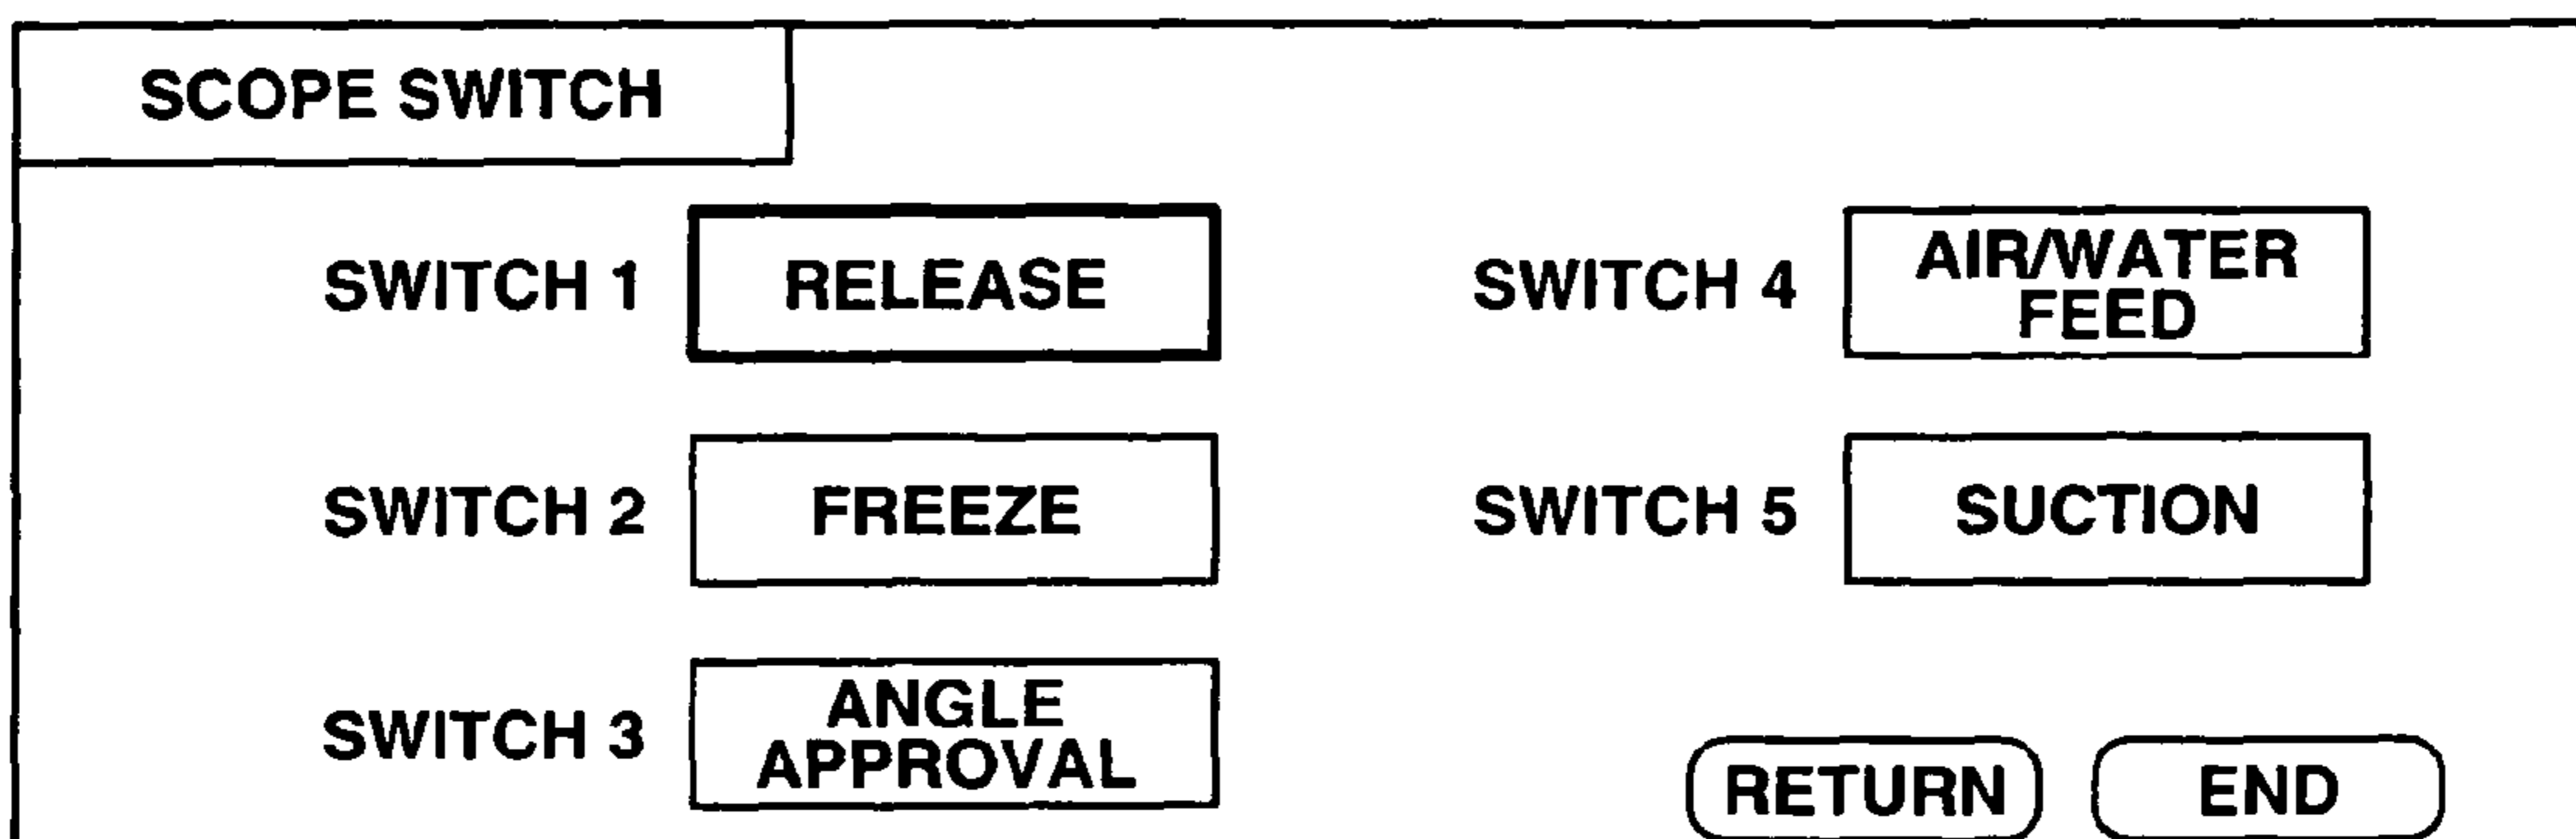 SCOPE SWITCH
SWITCH 1 RELEASE
SWITCH 2 FREEZE
SWITCH 3 ANGLE
APPROVAL
SWITCH 4 AIR/WATER
FEED
SWITCH 5 SUCTION
RETURN END